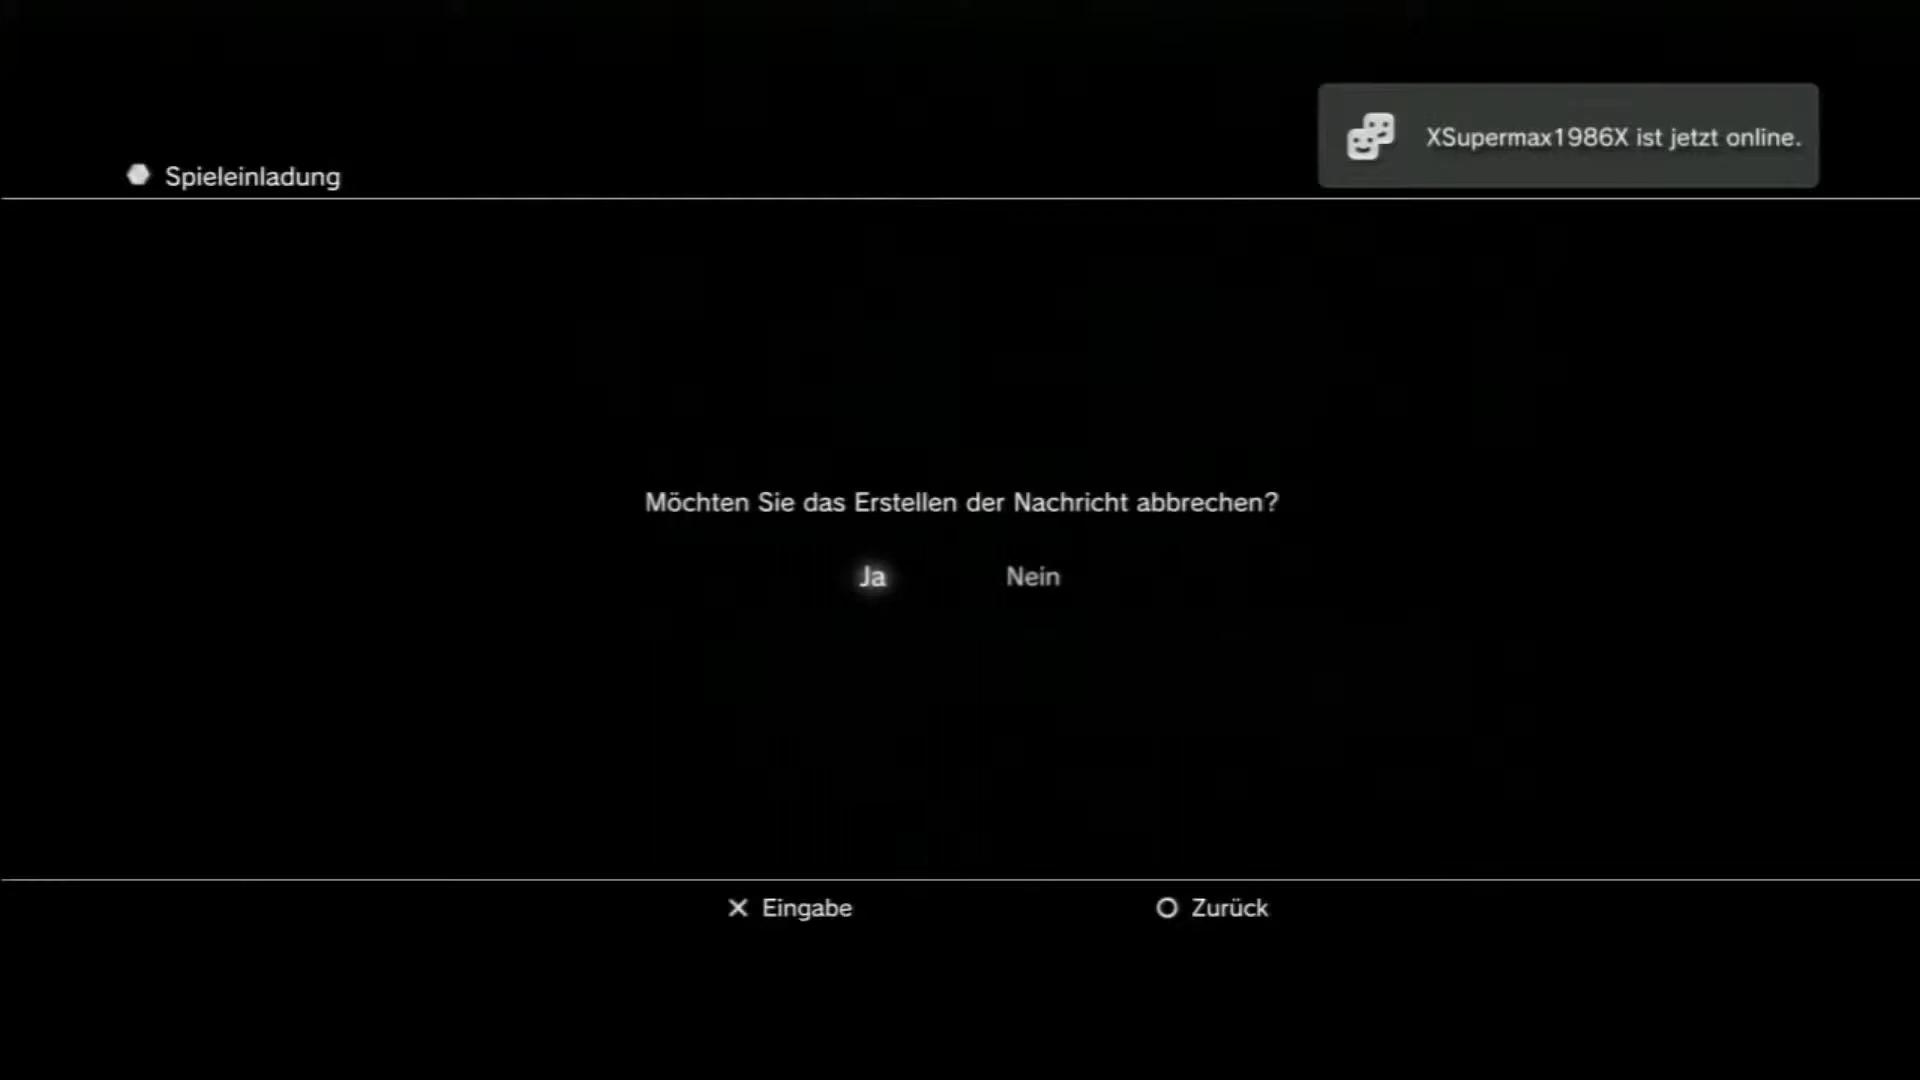 XSupermax1986X ist jetzt online.
Spieleinladung
Möchten Sie das Erstellen der Nachricht abbrechen?
Ja Nein
Eingabe Zurück